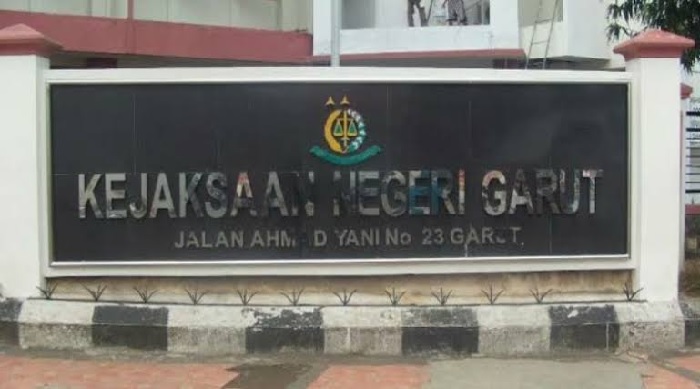 KEJAKSAAN NEGERI GARUT
JALAN AHMAD YANI No 23 GARUT,